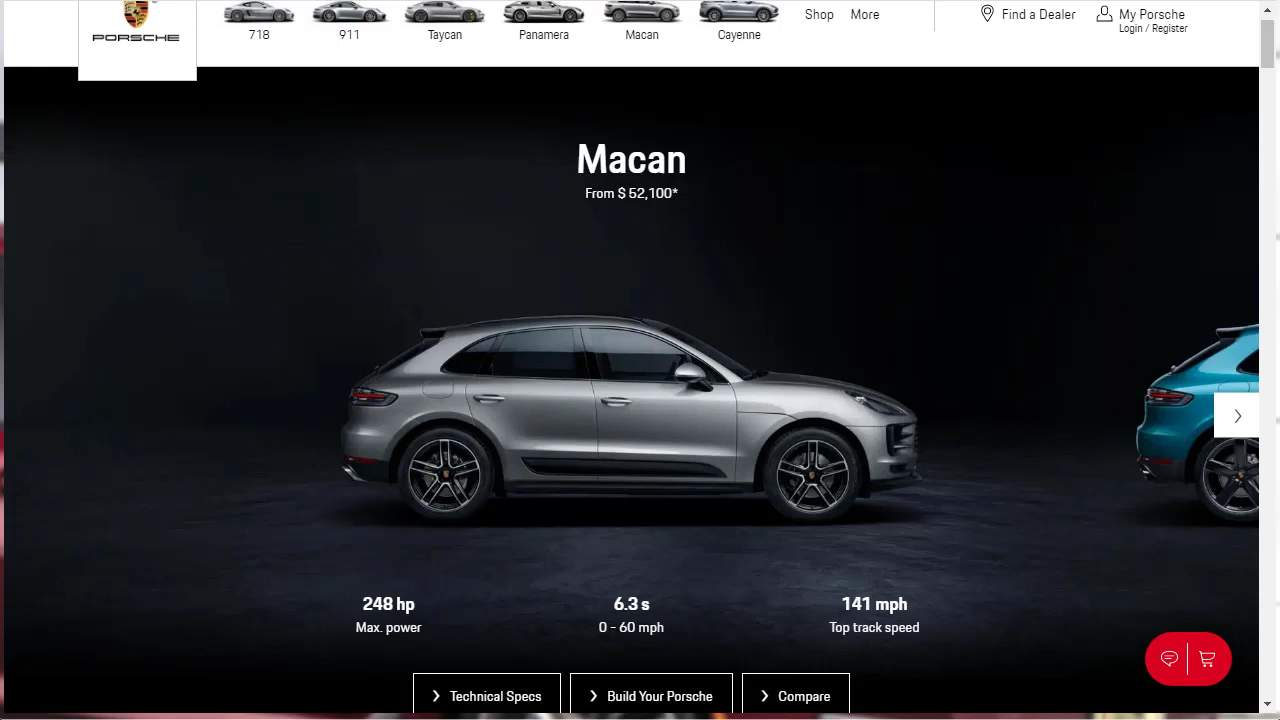 PORSCHE
718
911
Taycan
Panamera
Macan
Cayenne
Shop
More
Find a Dealer
My Porsche
Login / Register
Macan
From $ 52,100*
248 hp
6.3 s
141 mph
Max. power
0 - 60 mph
Top track speed
Technical Specs
Build Your Porsche
Compare